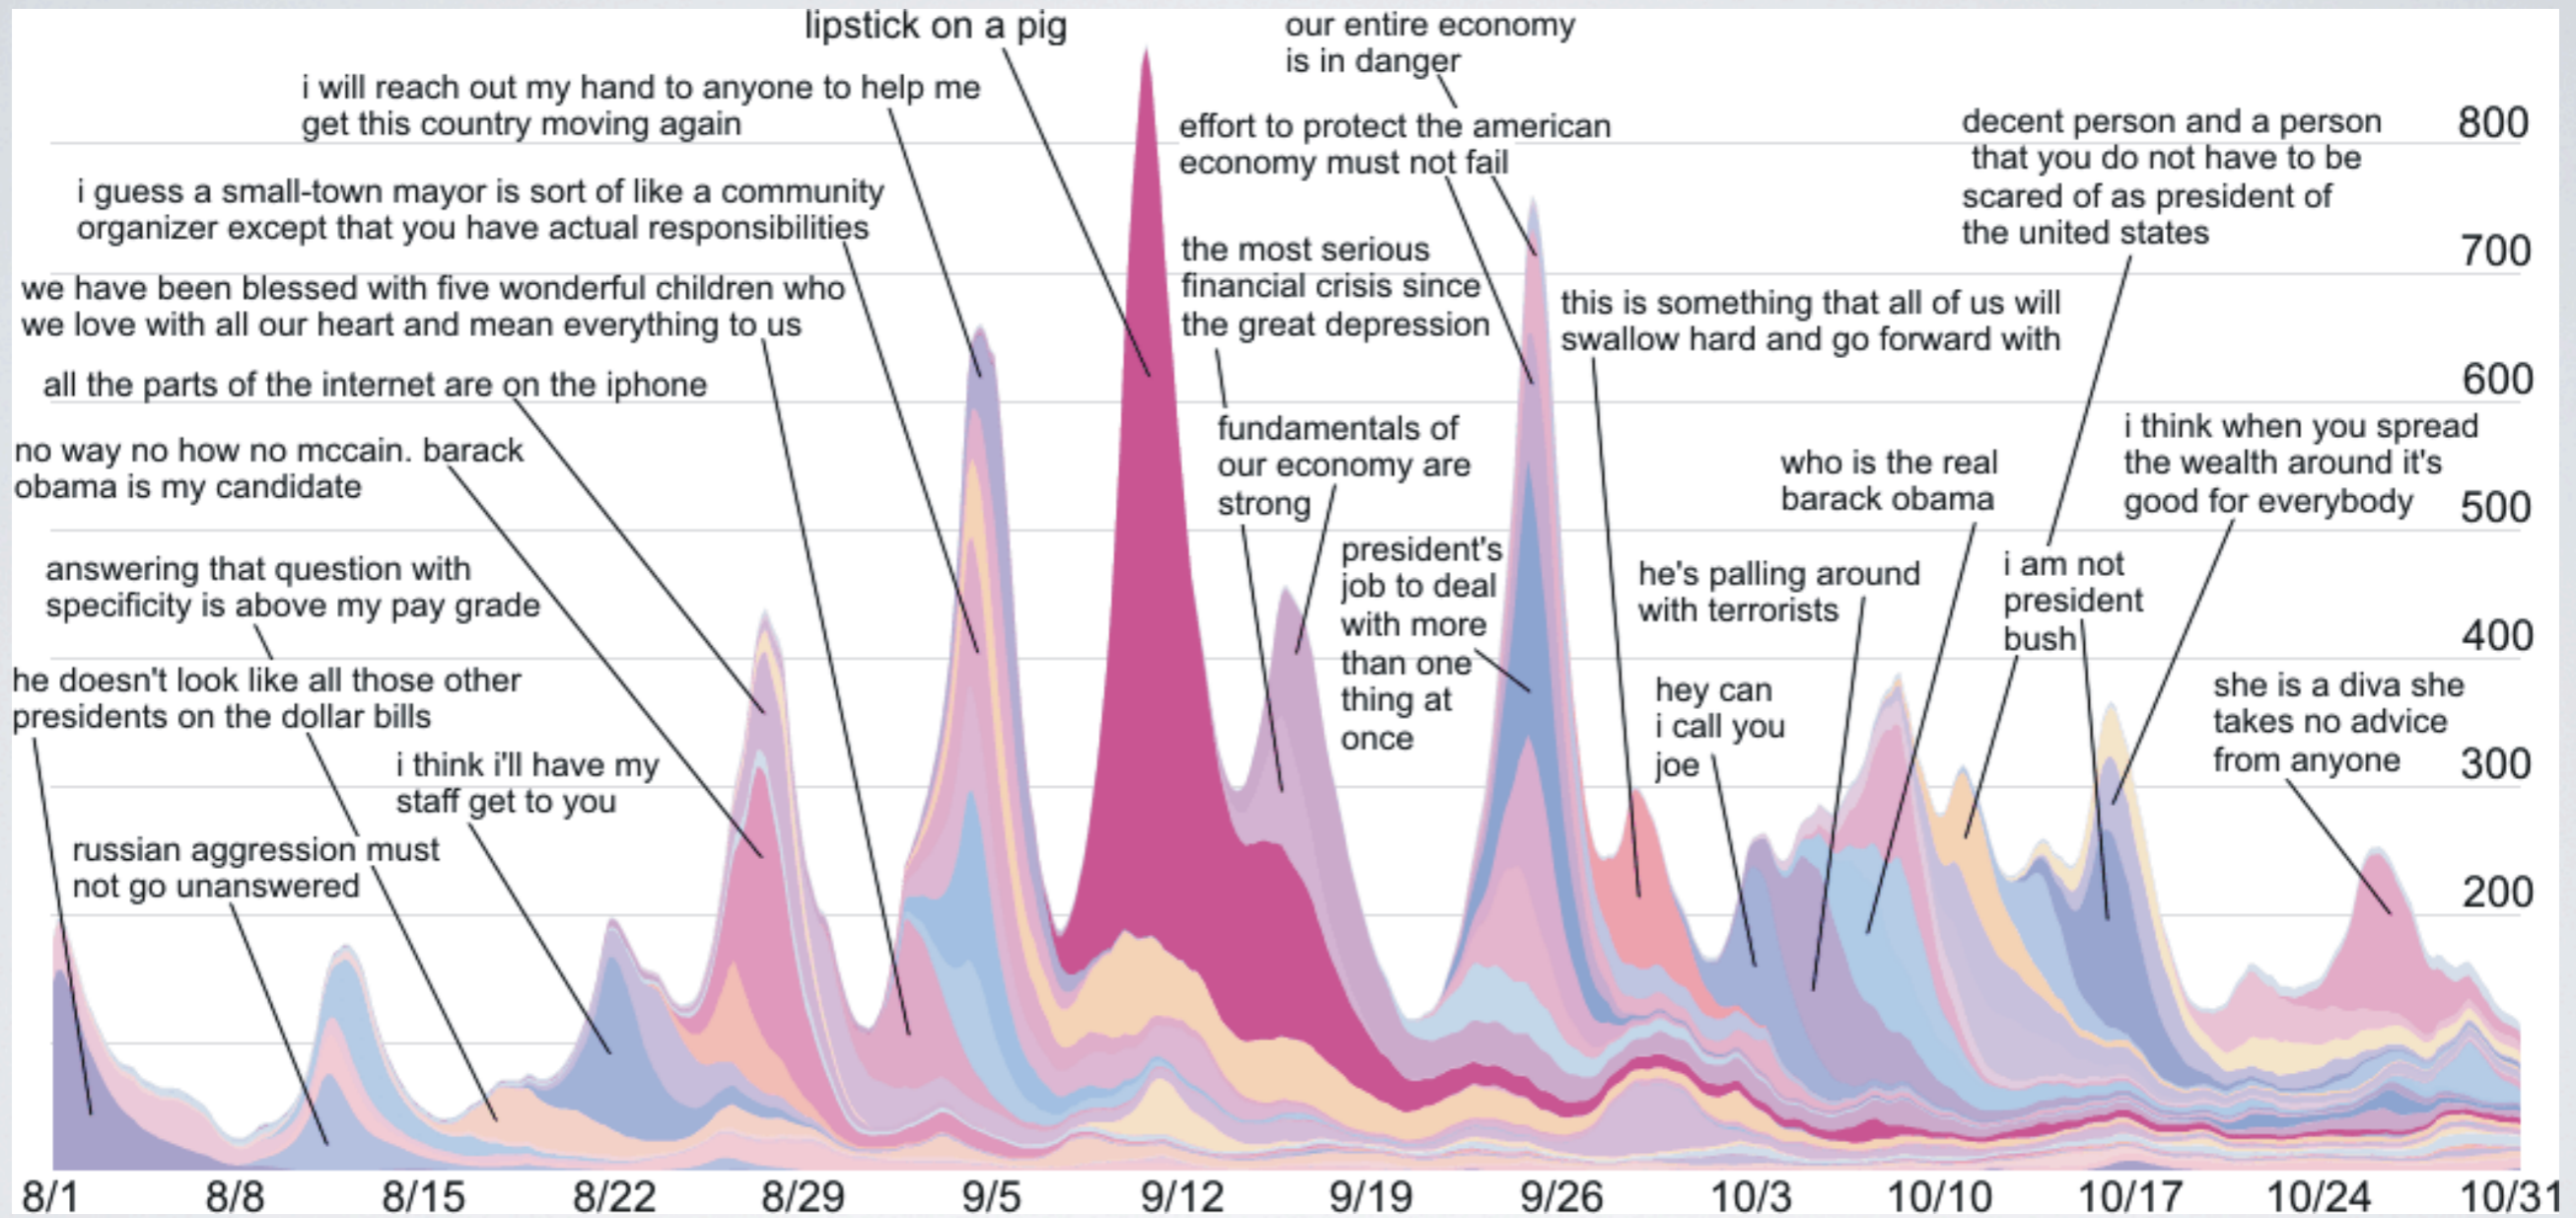 lipstick on a pig
our entire economy
is in danger
i will reach out my hand to anyone to help me
get this country moving again
effort to protect the american
economy must not fail
decent person and a person
that you do not have to be
scared of as president of
the united states
800
i guess a small-town mayor is sort of like a community
organizer except that you have actual responsibilities
the most serious
financial crisis since
the great depression
700
we have been blessed with five wonderful children who
we love with all our heart and mean everything to us
this is something that all of us will
swallow hard and go forward with
all the parts of the internet are on the iphone
600
no way no how no mccain. barack
obama is my candidate
fundamentals of
our economy are
strong
who is the real
barack obama
i think when you spread
the wealth around it's
good for everybody
500
answering that question with
specificity is above my pay grade
president's
job to deal
with more
than one
thing at
once
he's palling around
with terrorists
i am not
president
bush
400
he doesn't look like all those other
presidents on the dollar bills
hey can
i call you
joe
she is a diva she
takes no advice
from anyone
300
i think i'll have my
staff get to you
russian aggression must
not go unanswered
200
8/1
8/8
8/15
8/22
8/29
9/5
9/12
9/19
9/26
10/3
10/10
10/17
10/24
10/31